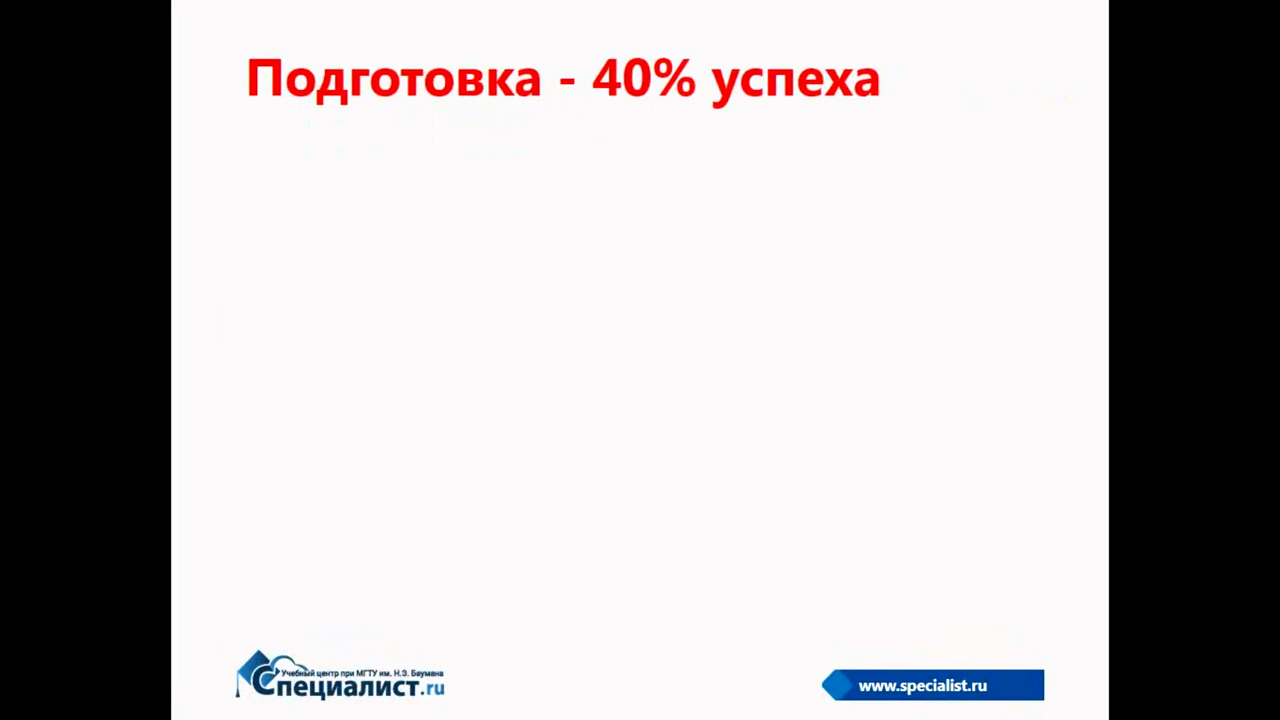 Подготовка - 40% успеха
Учебный центр при МГТУ им. Н.Э. Баумана
Специалист.ru
www.specialist.ru